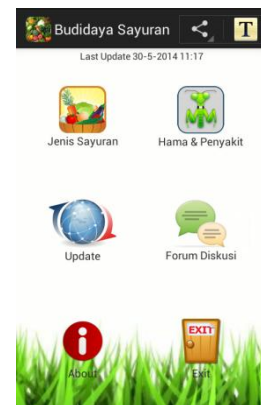 Budidaya Sayuran T
Last Update 30-5-2014 11:17
Jenis Sayuran Hama & Penyakit
Update Forum Diskusi
EXIT
About Exit